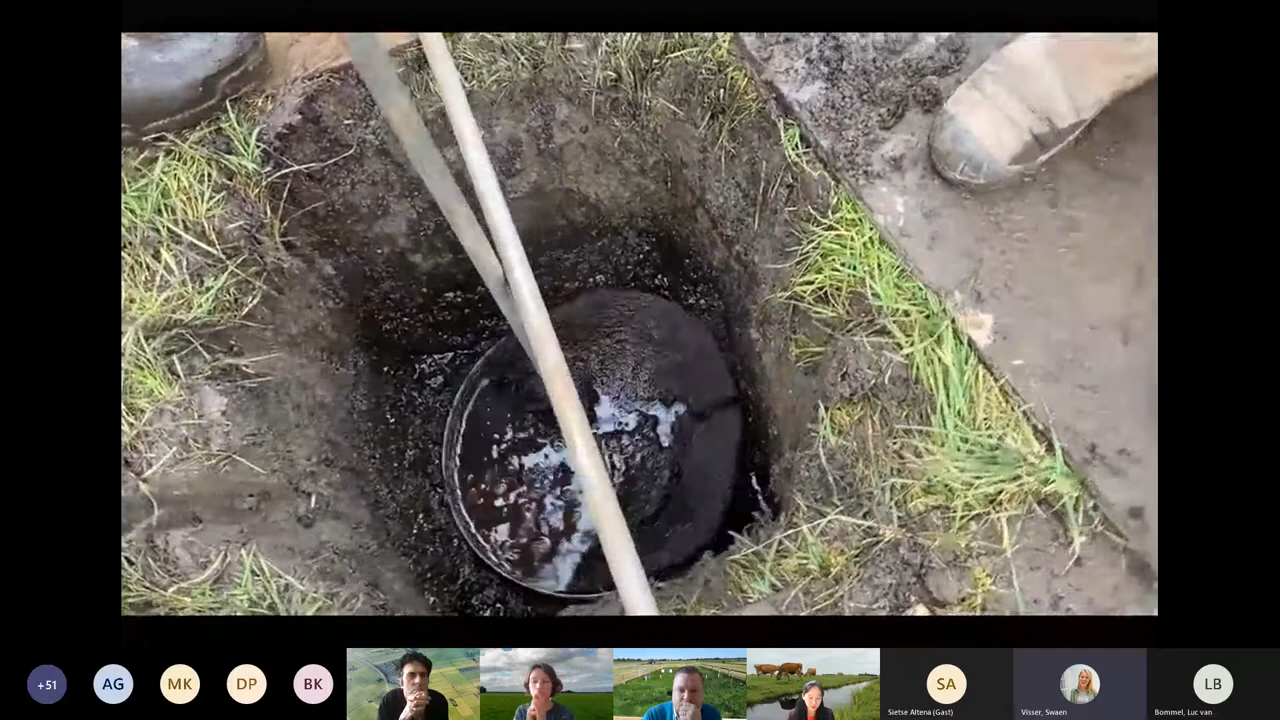 +51
AG
MK
DP
BK
SA
Sietse Altena (Gast)
Visser, Swaen
LB
Bommel, Luc van